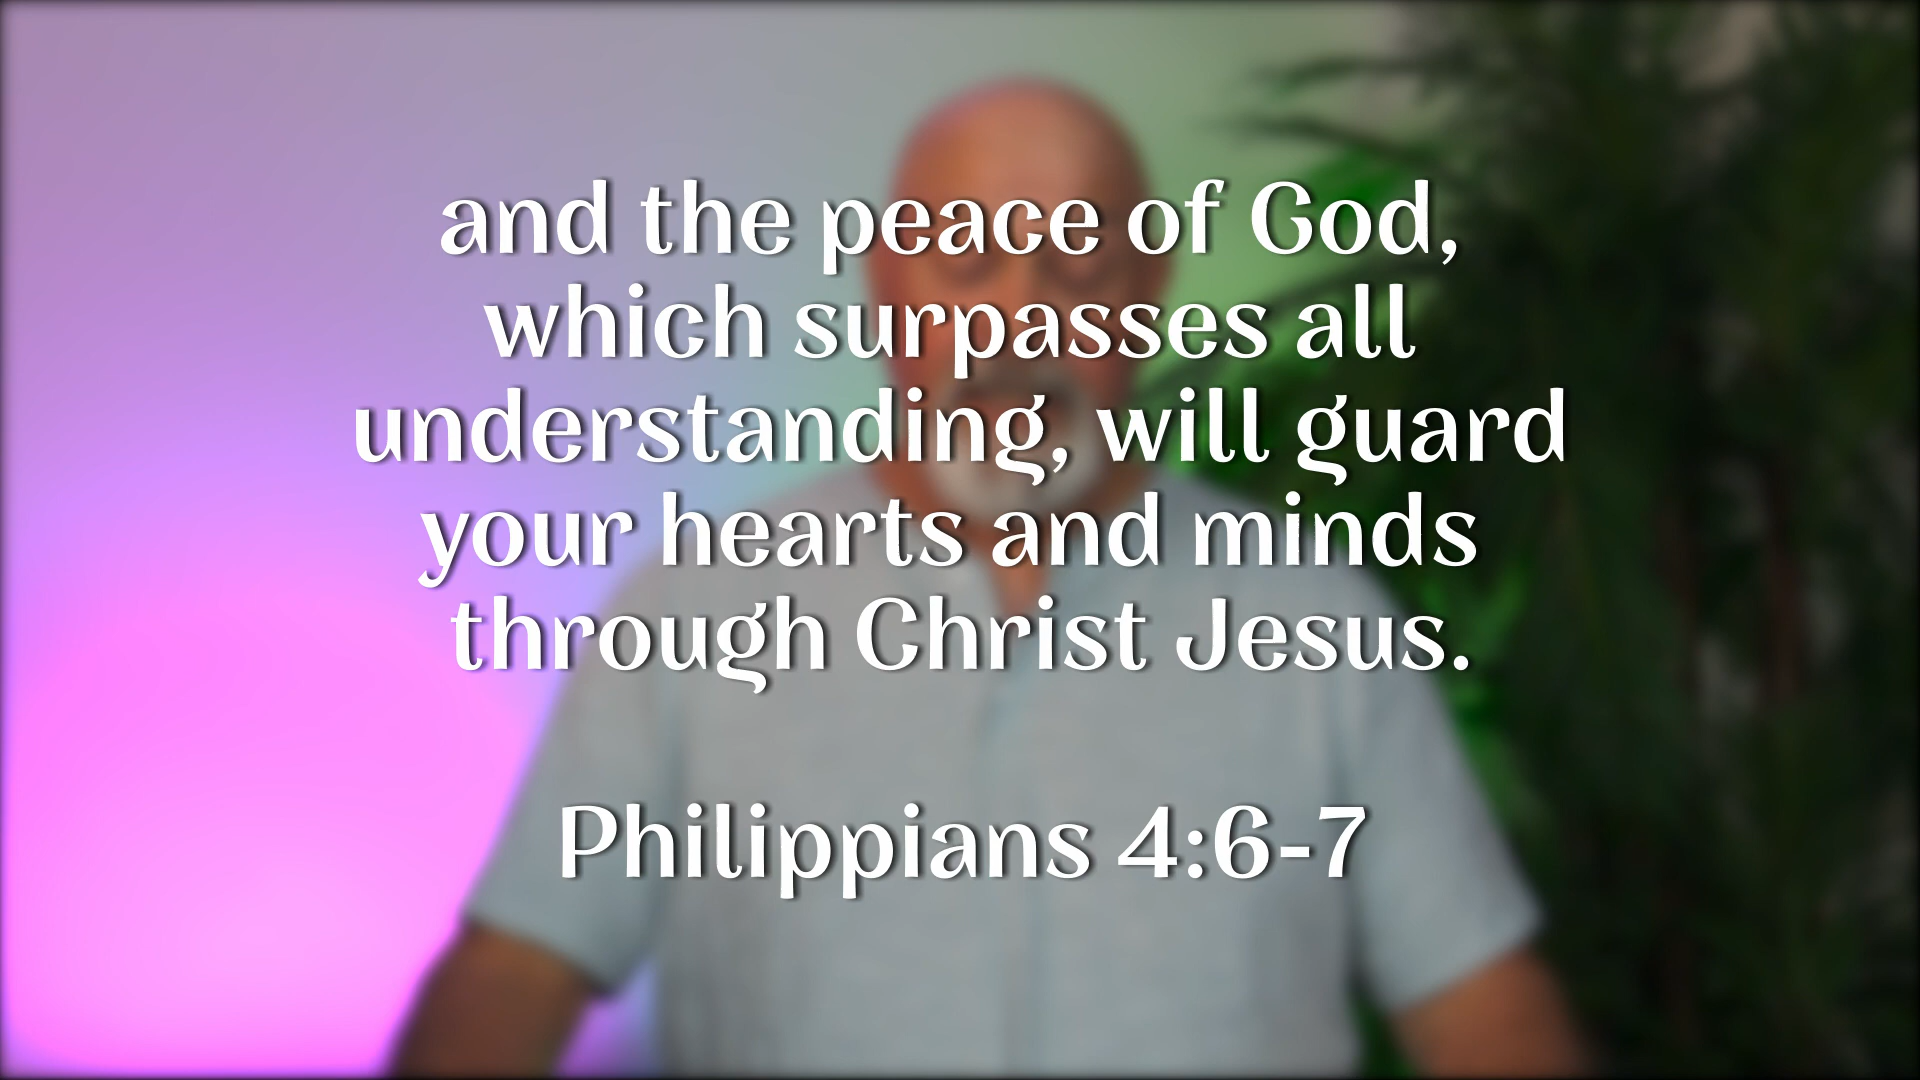 and the peace of God,
which surpasses all
understanding, will guard
your hearts and minds
through Christ Jesus.
Philippians 4:6-7